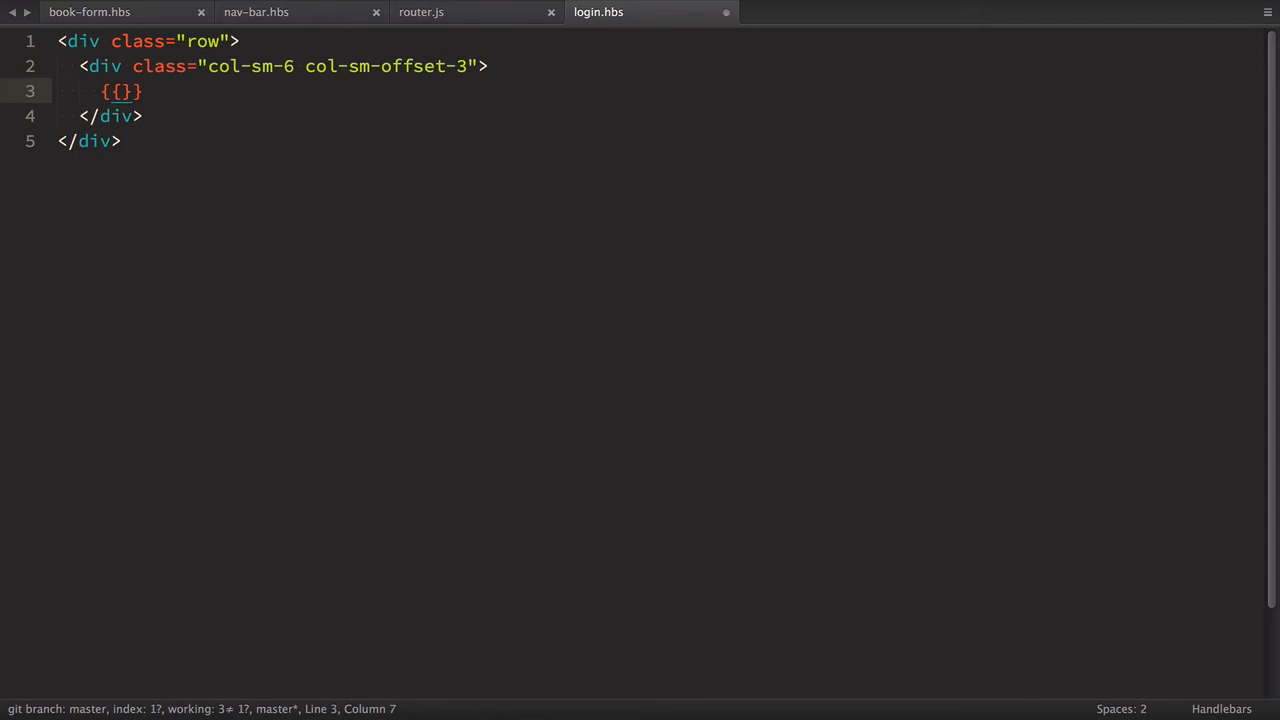 book-form.hbs × nav-bar.hbs × router.js × login.hbs
1 <div class="row">
2 <div class="col-sm-6 col-sm-offset-3">
3 {{}}
4 </div>
5 </div>
git branch: master, index: 1?, working: 3≠ 1?, master*, Line 3, Column 7 Spaces: 2 Handlebars